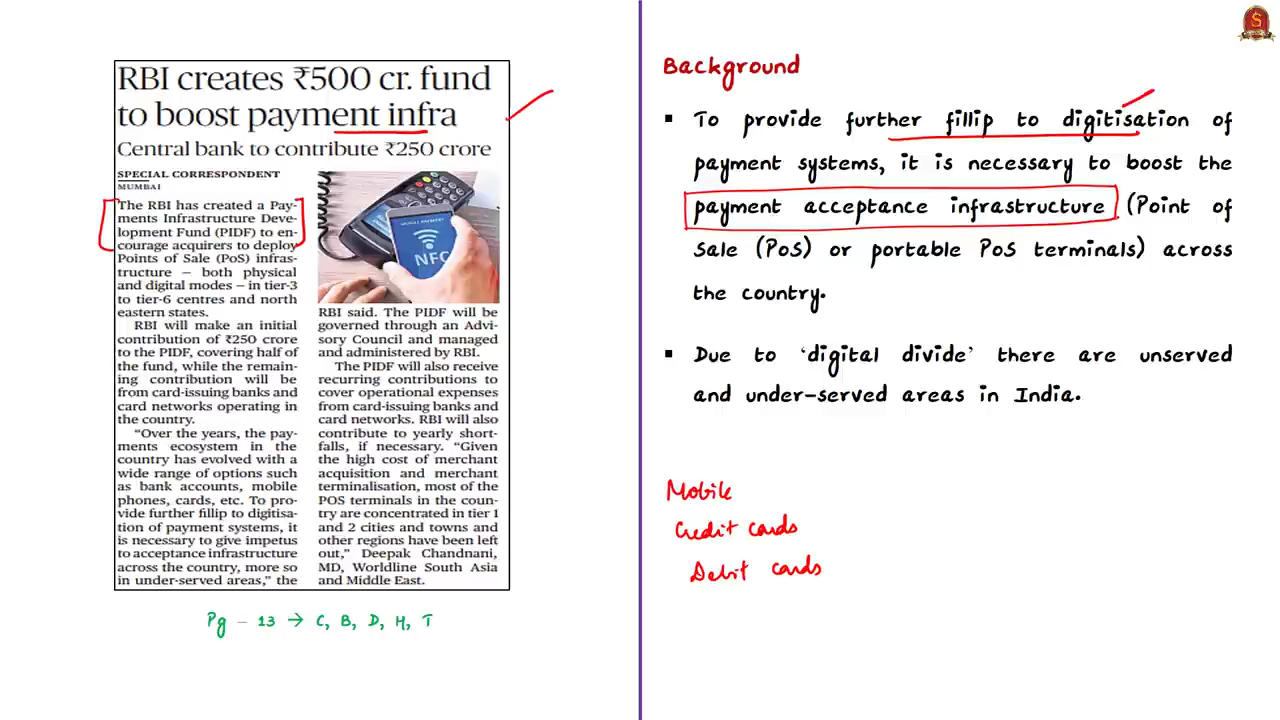 RBI creates ₹500 cr. fund
to boost payment infra
Central bank to contribute ₹250 crore
SPECIAL CORRESPONDENT
MUMBAI
The RBI has created a Pay-
ments Infrastructure Deve-
lopment Fund (PIDF) to en-
courage acquirers to deploy
Points of Sale (PoS) infras-
tructure — both physical
and digital modes — in tier-3
to tier-6 centres and north
eastern states.
RBI will make an initial
contribution of ₹250 crore
to the PIDF, covering half of
the fund, while the remain-
ing contribution will be
from card-issuing banks and
card networks operating in
the country.
“Over the years, the pay-
ments ecosystem in the
country has evolved with a
wide range of options such
as bank accounts, mobile
phones, cards, etc. To pro-
vide further fillip to digitisa-
tion of payment systems, it
is necessary to give impetus
to acceptance infrastructure
across the country, more so
in under-served areas,” the
NFC
RBI said. The PIDF will be
governed through an Advi-
sory Council and managed
and administered by RBI.
The PIDF will also receive
recurring contributions to
cover operational expenses
from card-issuing banks and
card networks. RBI will also
contribute to yearly short-
falls, if necessary. “Given
the high cost of merchant
acquisition and merchant
terminalisation, most of the
POS terminals in the coun-
try are concentrated in tier 1
and 2 cities and towns and
other regions have been left
out,” Deepak Chandnani,
MD, Worldline South Asia
and Middle East.
Pg - 13 → C, B, D, H, T
Background
▪ To provide further fillip to digitisation of
payment systems, it is necessary to boost the
payment acceptance infrastructure (Point of
Sale (PoS) or portable PoS terminals) across
the country.
▪ Due to ‘digital divide’ there are unserved
and under-served areas in India.
Mobile
Credit cards
Debit cards